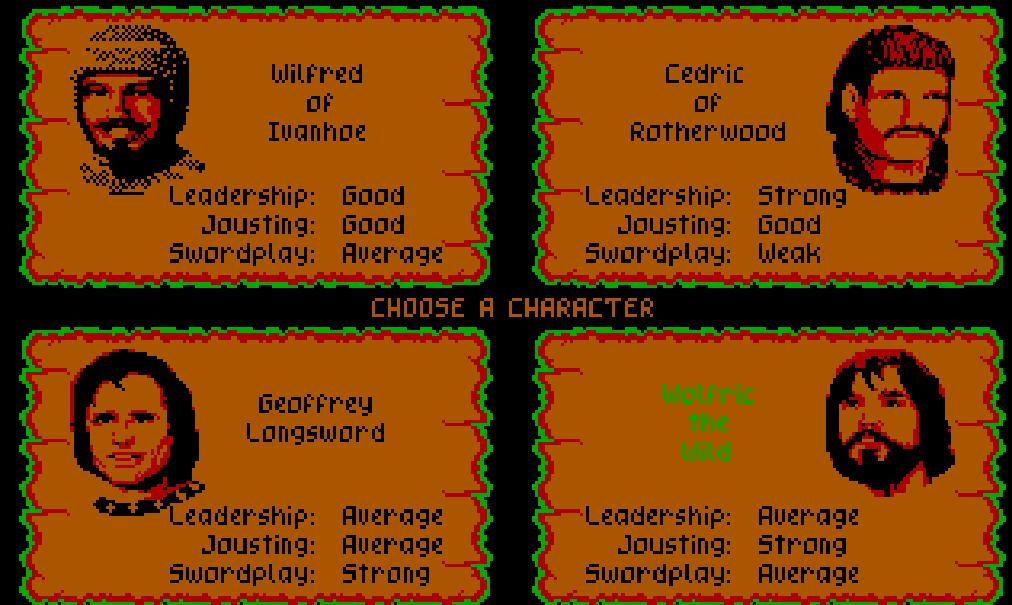 Wilfred
of
Ivanhoe
Leadership: Good
Jousting: Good
Swordplay: Average
Cedric
of
Rotherwood
Leadership: Strong
Jousting: Good
Swordplay: Weak
CHOOSE A CHARACTER
Geoffrey
Longsword
Leadership: Average
Jousting: Average
Swordplay: Strong
Wolfric
the
Wild
Leadership: Average
Jousting: Strong
Swordplay: Average